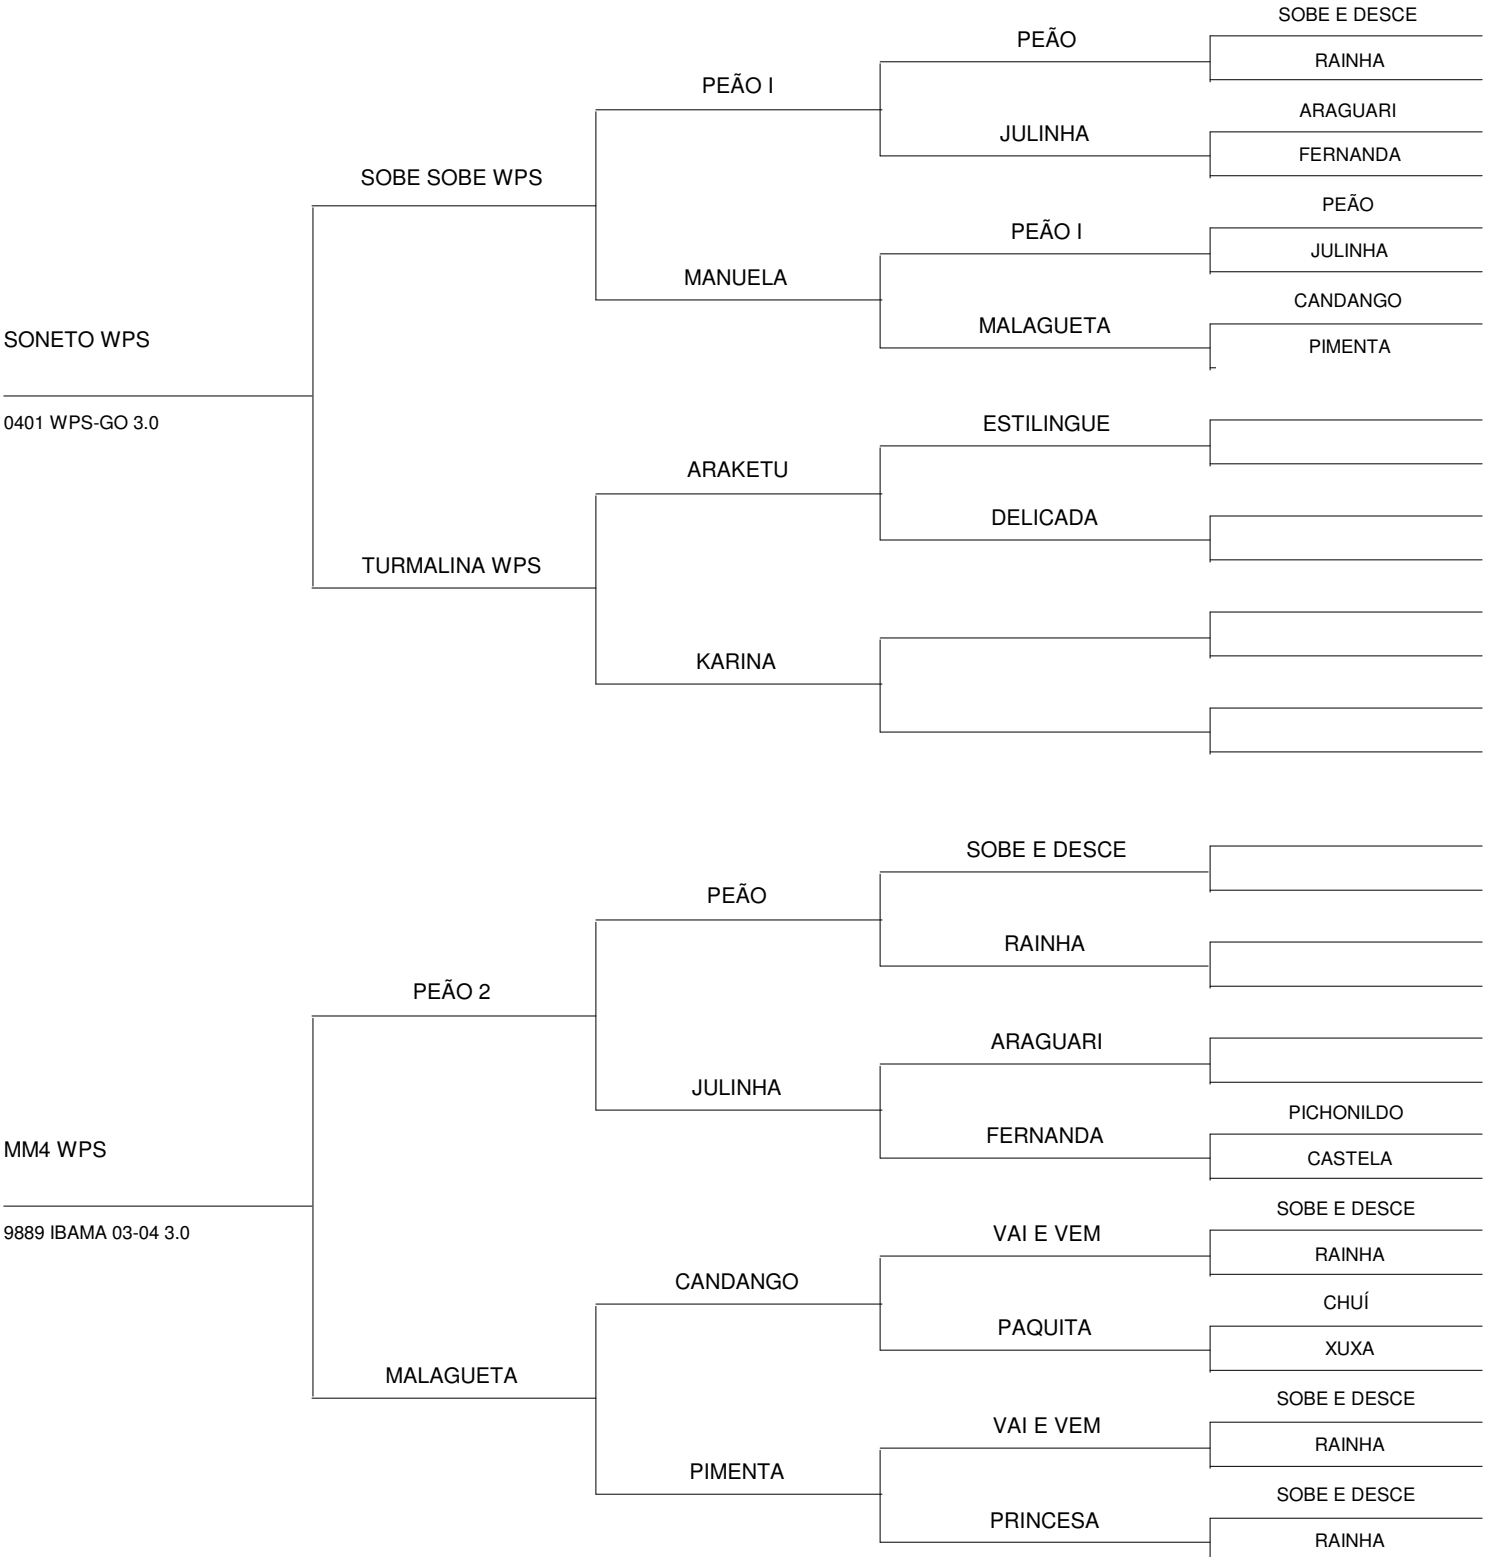 SOBE E DESCE
PEÃO
RAINHA
PEÃO I
ARAGUARI
JULINHA
FERNANDA
SOBE SOBE WPS
PEÃO
PEÃO I
JULINHA
MANUELA
CANDANGO
MALAGUETA
SONETO WPS
PIMENTA
0401 WPS-GO 3.0
ESTILINGUE
ARAKETU
DELICADA
TURMALINA WPS
KARINA
SOBE E DESCE
PEÃO
RAINHA
PEÃO 2
ARAGUARI
JULINHA
PICHONILDO
FERNANDA
MM4 WPS
CASTELA
SOBE E DESCE
9889 IBAMA 03-04 3.0
VAI E VEM
RAINHA
CANDANGO
CHUÍ
PAQUITA
XUXA
MALAGUETA
SOBE E DESCE
VAI E VEM
RAINHA
PIMENTA
SOBE E DESCE
PRINCESA
RAINHA